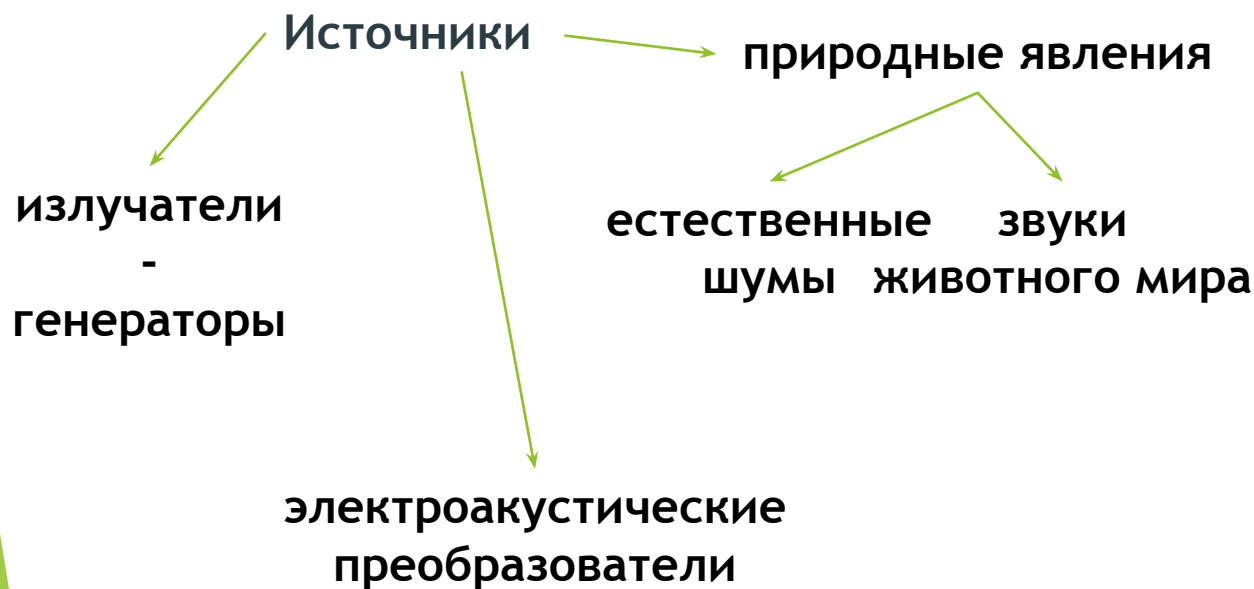 Источники
природные явления
излучатели
-
генераторы
естественные
шумы
звуки
животного мира
электроакустические
преобразователи